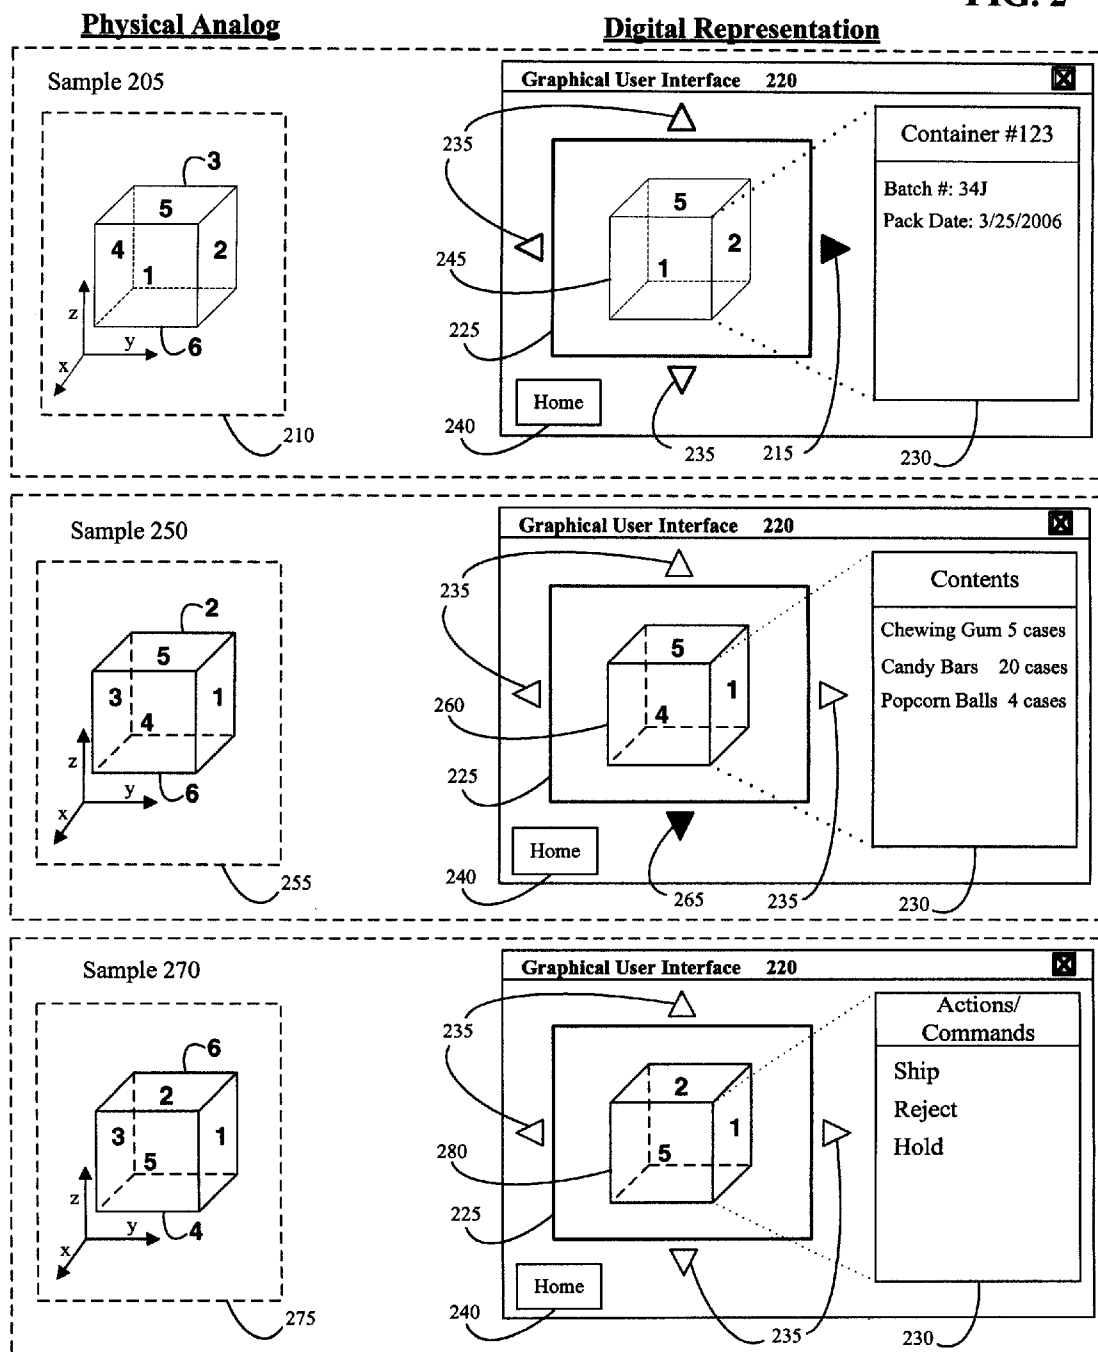 FIG. 2
Physical Analog
Digital Representation
Sample 205
3
5
4
2
1
z
y
x
6
210
Graphical User Interface 220
235
5
2
1
245
225
Home
240
235
215
Container #123
Batch #: 34J
Pack Date: 3/25/2006
230
Sample 250
2
5
3
1
4
z
y
x
6
255
Graphical User Interface 220
235
5
1
4
260
225
Home
240
265
235
Contents
Chewing Gum 5 cases
Candy Bars 20 cases
Popcorn Balls 4 cases
230
Sample 270
6
2
3
1
5
z
y
x
4
275
Graphical User Interface 220
235
2
1
5
280
225
Home
240
235
Actions/
Commands
Ship
Reject
Hold
230